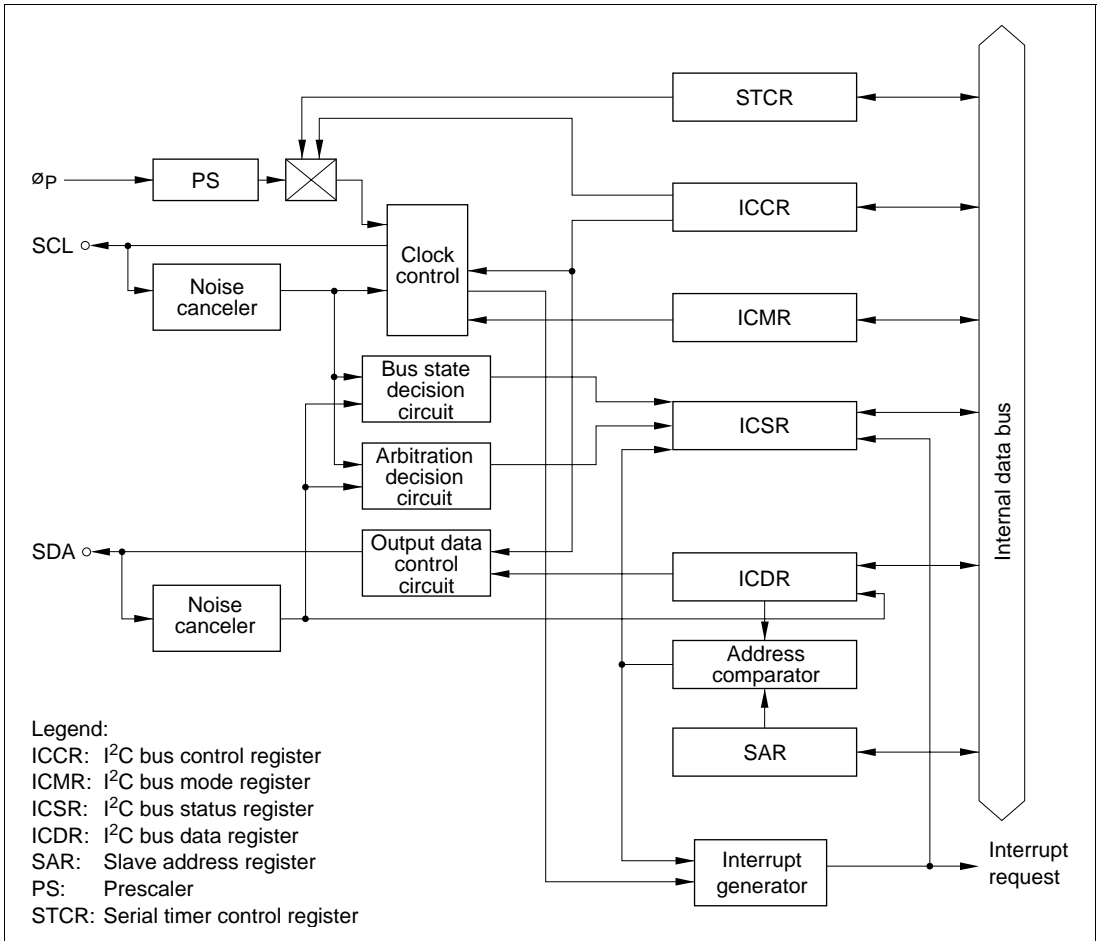 STCR
øP
PS
ICCR
SCL
Clock
control
Noise
canceler
ICMR
Bus state
decision
circuit
ICSR
Arbitration
decision
circuit
Internal data bus
SDA
Output data
control
circuit
ICDR
Noise
canceler
Address
comparator
SAR
Legend:
ICCR: I²C bus control register
ICMR: I²C bus mode register
ICSR: I²C bus status register
ICDR: I²C bus data register
SAR: Slave address register
PS: Prescaler
STCR: Serial timer control register
Interrupt
generator
Interrupt
request